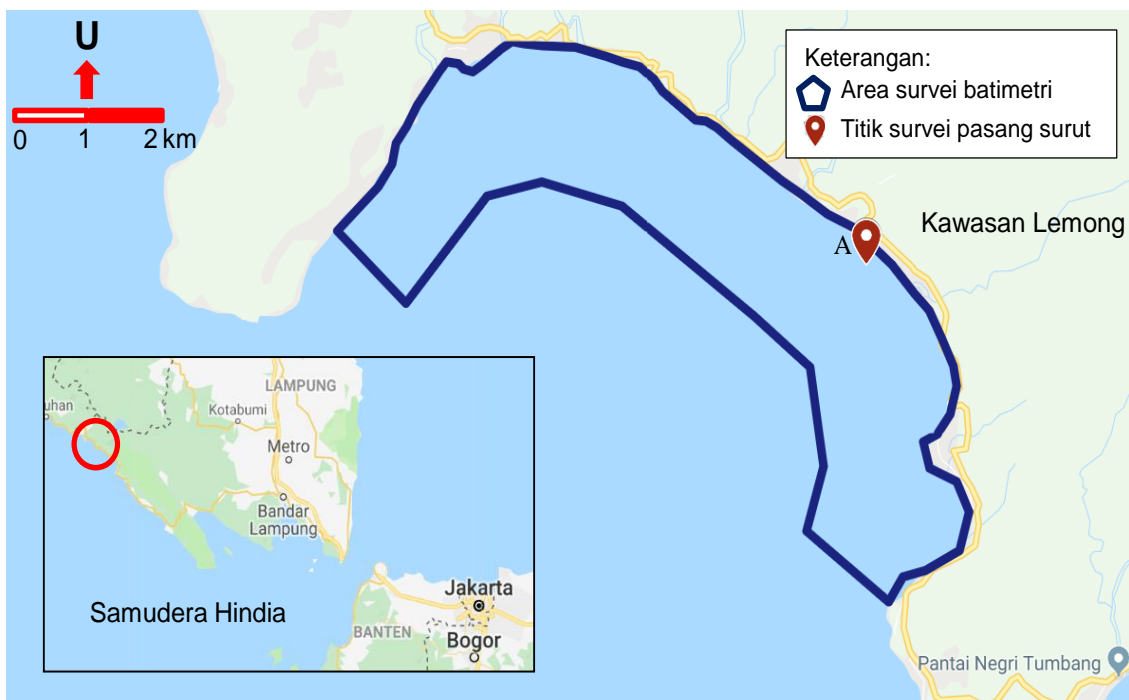 U
0 1 2 km
Keterangan:
Area survei batimetri
Titik survei pasang surut
A
Kawasan Lemong
LAMPUNG
uhan
Kotabumi
Metro
Bandar
Lampung
Samudera Hindia
Jakarta
BANTEN
Bogor
Pantai Negri Tumbang